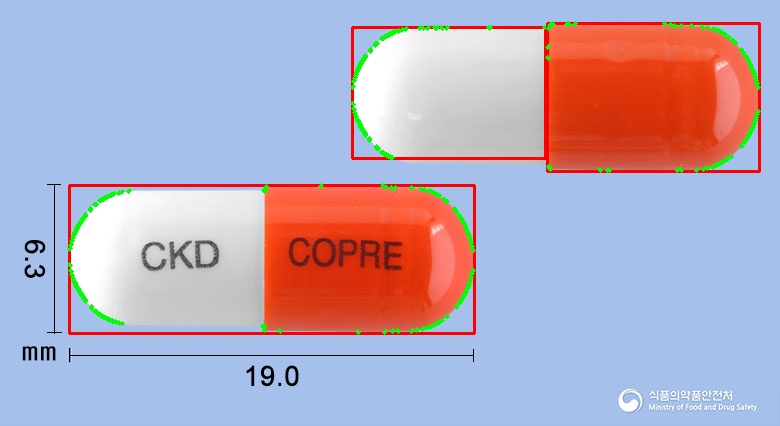 CKD COPRE
6.3
mm
19.0
식품의약품안전처
Ministry of Food and Drug Safety